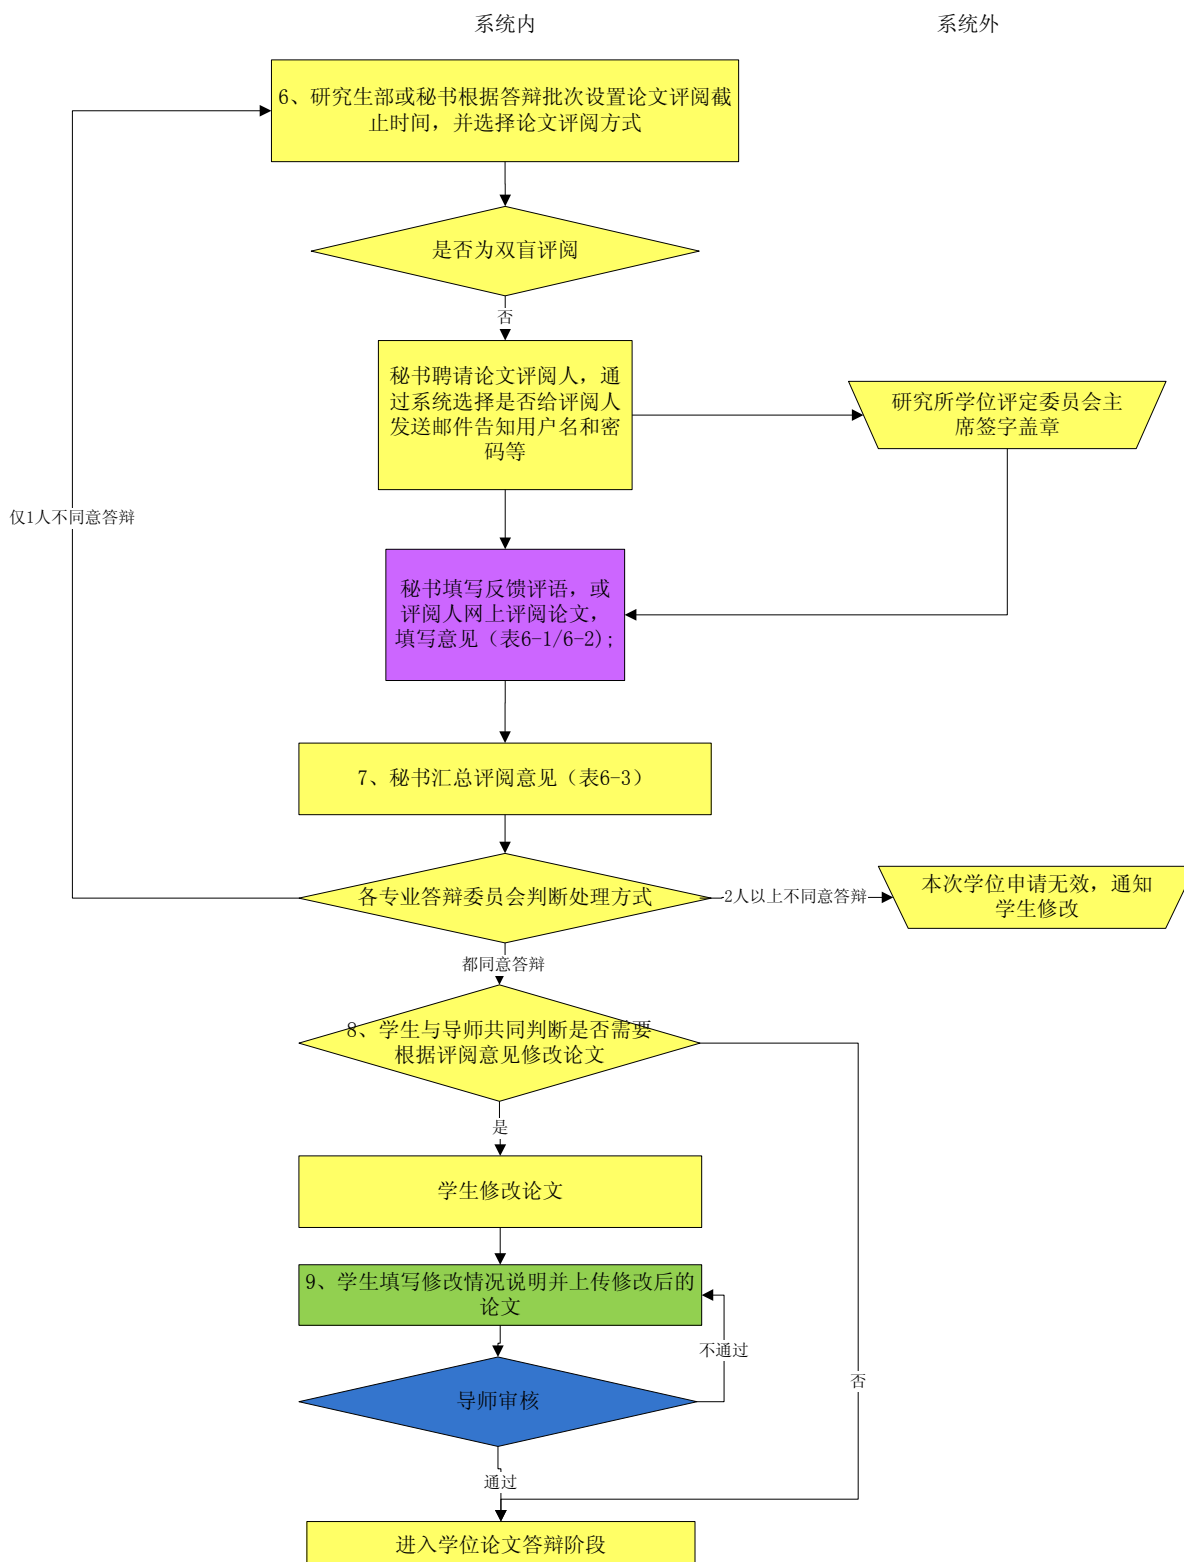 系统内
系统外
6、研究生部或秘书根据答辩批次设置论文评阅截
止时间，并选择论文评阅方式
是否为双盲评阅
否
秘书聘请论文评阅人，通
过系统选择是否给评阅人
发送邮件告知用户名和密
码等
研究所学位评定委员会主
席签字盖章
仅1人不同意答辩
秘书填写反馈评语，或
评阅人网上评阅论文，
填写意见（表6-1/6-2）;
7、秘书汇总评阅意见（表6-3）
各专业答辩委员会判断处理方式
2人以上不同意答辩
本次学位申请无效，通知
学生修改
都同意答辩
8、学生与导师共同判断是否需要
根据评阅意见修改论文
是
学生修改论文
9、学生填写修改情况说明并上传修改后的
论文
不通过
否
导师审核
通过
进入学位论文答辩阶段